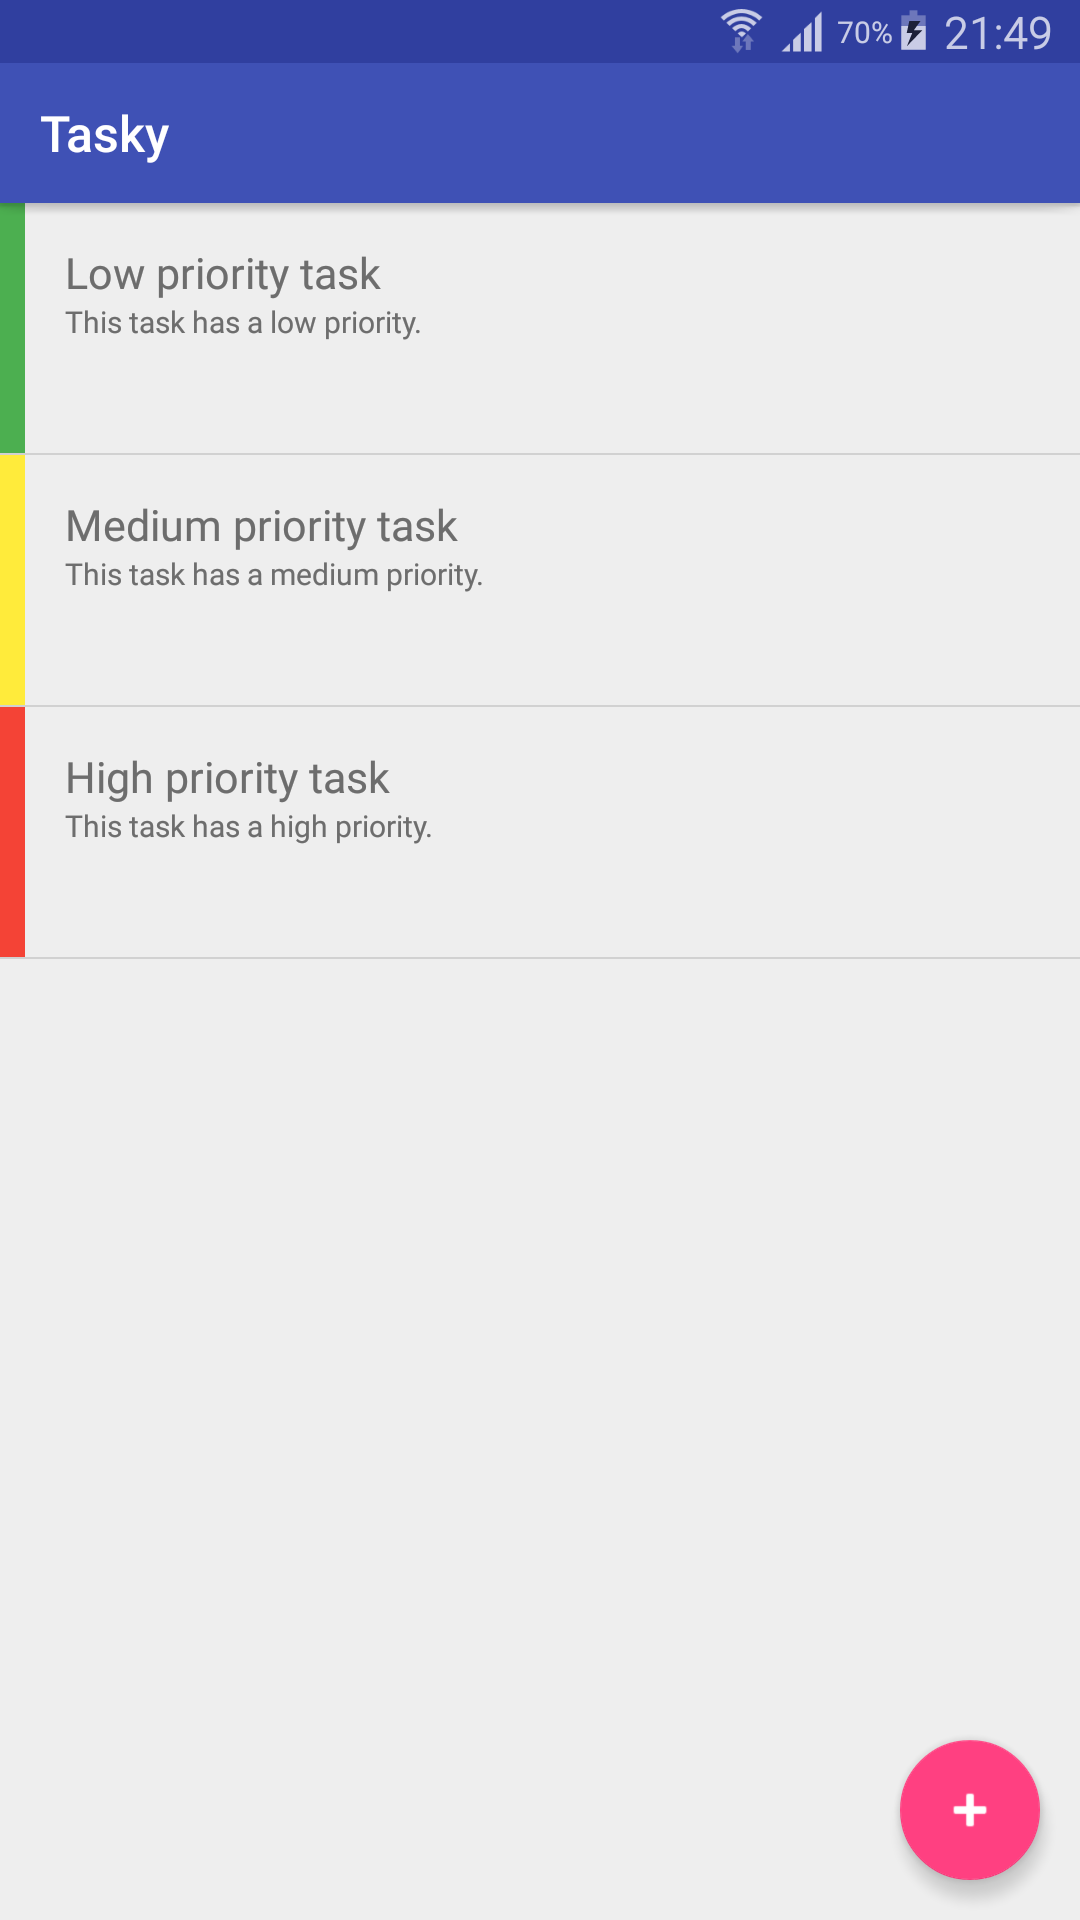 70% 21:49
Tasky
Low priority task
This task has a low priority.
Medium priority task
This task has a medium priority.
High priority task
This task has a high priority.